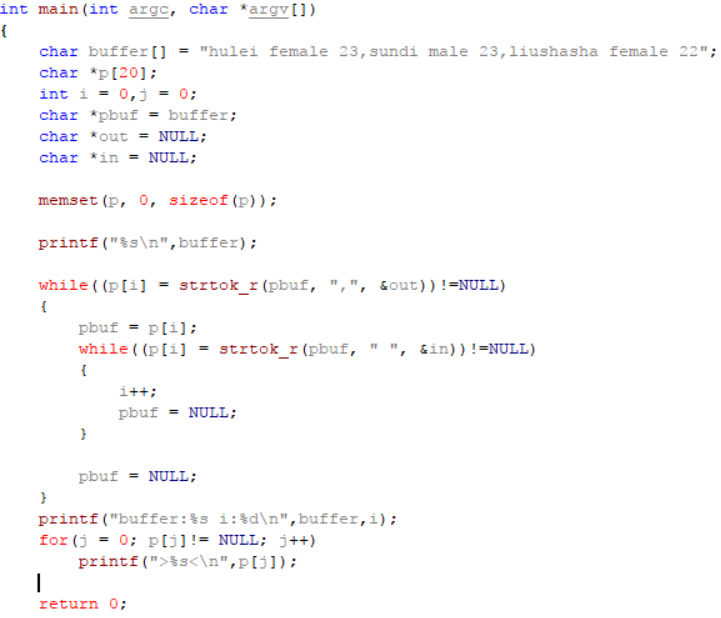 int main(int argc, char *argv[])
{
    char buffer[] = "hulei female 23,sundi male 23,liushasha female 22";
    char *p[20];
    int i = 0,j = 0;
    char *pbuf = buffer;
    char *out = NULL;
    char *in = NULL;

    memset(p, 0, sizeof(p));

    printf("%s\n",buffer);

    while((p[i] = strtok_r(pbuf, ",", &out))!=NULL)
    {
        pbuf = p[i];
        while((p[i] = strtok_r(pbuf, " ", &in))!=NULL)
        {
            i++;
            pbuf = NULL;
        }

        pbuf = NULL;
    }
    printf("buffer:%s i:%d\n",buffer,i);
    for(j = 0; p[j]!= NULL; j++)
        printf(">%s<\n",p[j]);

    return 0;